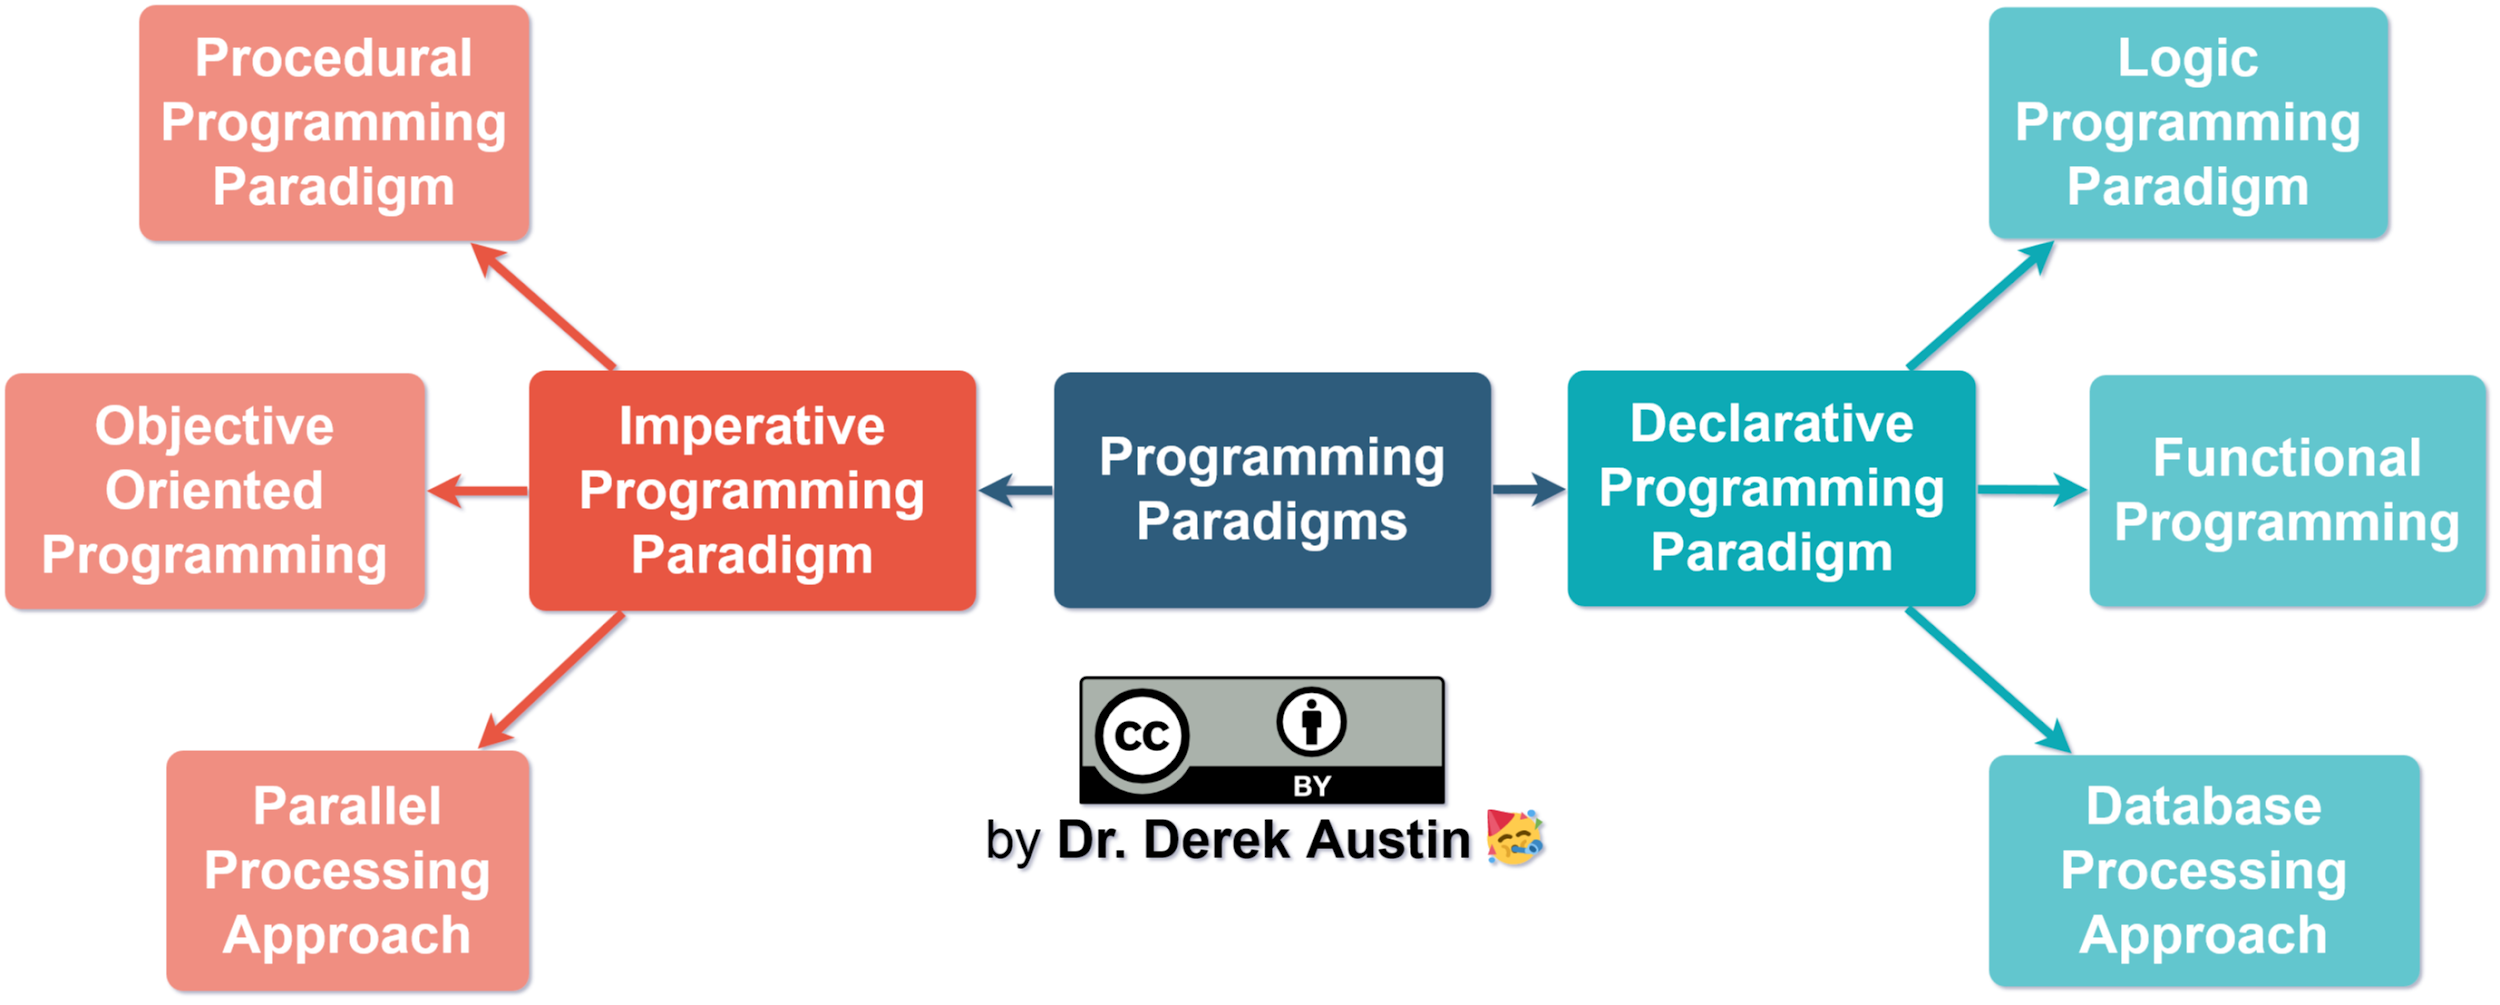 Procedural
Programming
Paradigm
Logic
Programming
Paradigm
Objective
Oriented
Programming
Imperative
Programming
Paradigm
Programming
Paradigms
Declarative
Programming
Paradigm
Functional
Programming
Parallel
Processing
Approach
cc
BY
by Dr. Derek Austin 🥳
Database
Processing
Approach